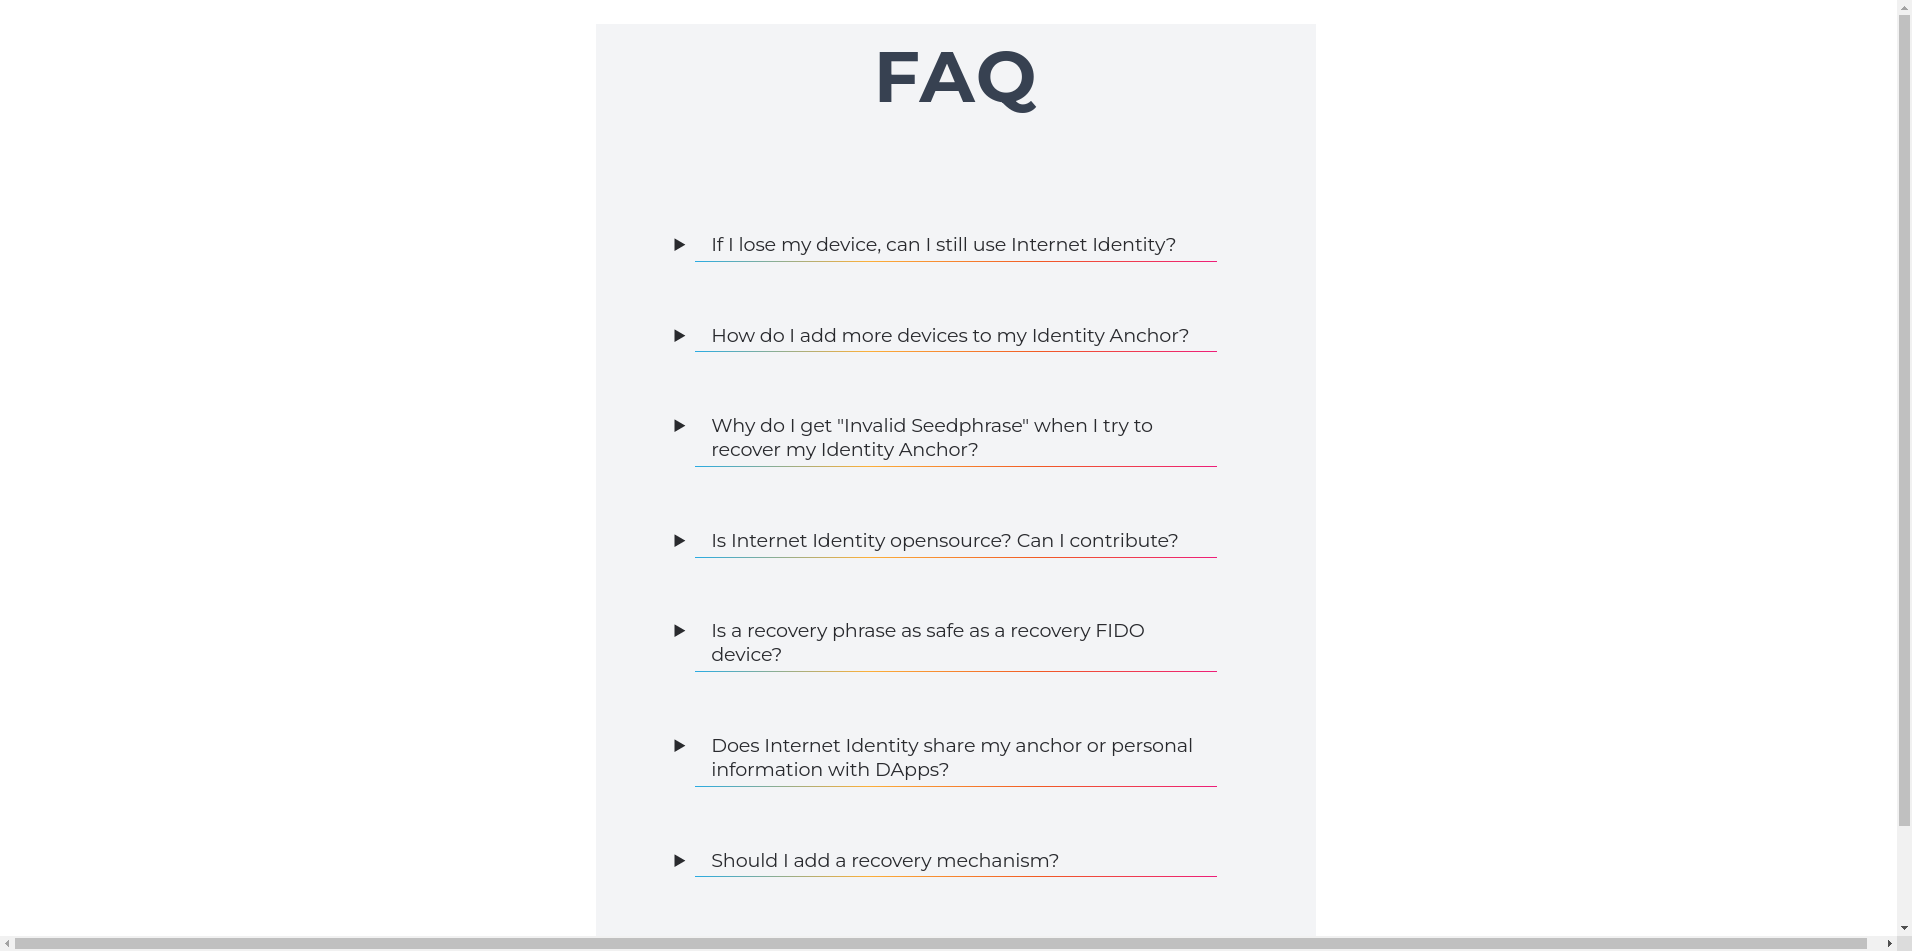 FAQ
If I lose my device, can I still use Internet Identity?
How do I add more devices to my Identity Anchor?
Why do I get "Invalid Seedphrase" when I try to
recover my Identity Anchor?
Is Internet Identity opensource? Can I contribute?
Is a recovery phrase as safe as a recovery FIDO
device?
Does Internet Identity share my anchor or personal
information with DApps?
Should I add a recovery mechanism?